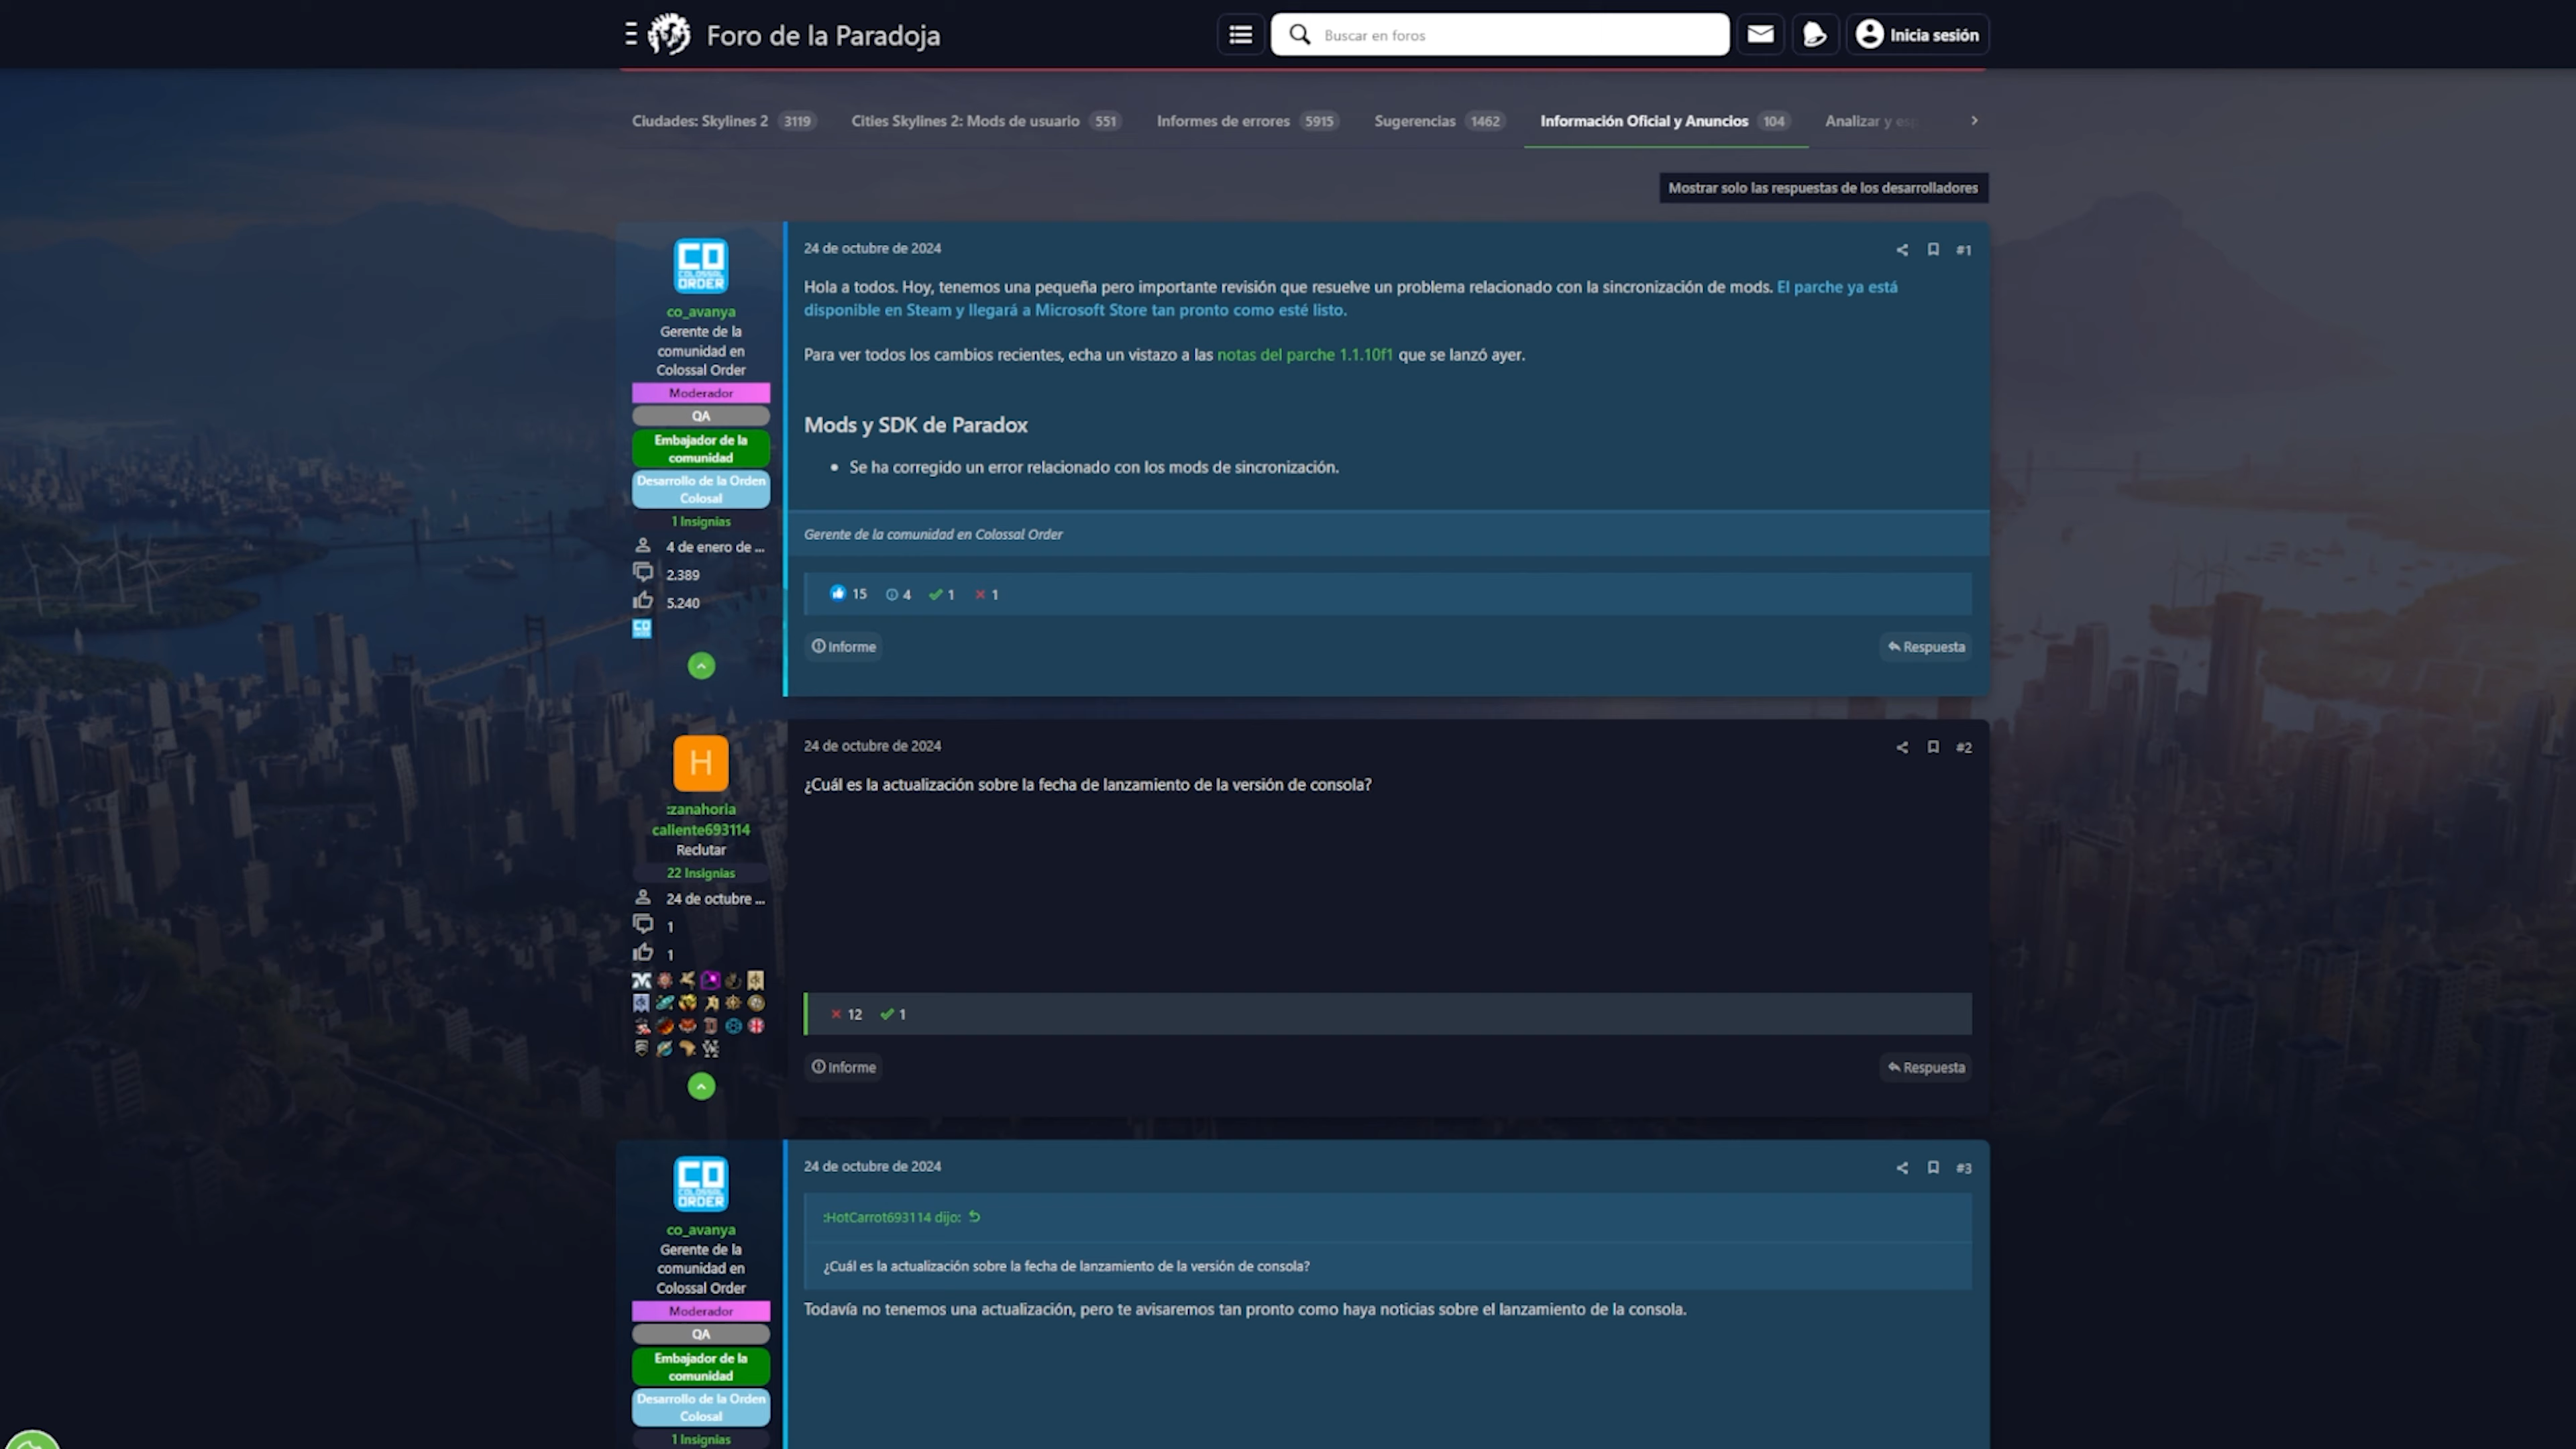 Foro de la Paradoja
Buscar en foros
Inicia sesión
Ciudades: Skylines 2 3119
Cities Skylines 2: Mods de usuario 551
Informes de errores 5915
Sugerencias 1462
Información Oficial y Anuncios 104
Analizar y
Mostrar solo las respuestas de los desarrolladores
CO
COLOSSAL
ORDER
co_avanya
Gerente de la
comunidad en
Colossal Order
Moderador
QA
Embajador de la
comunidad
Desarrollo de la Orden
Colosal
1 Insignias
4 de enero de ...
2.389
5.240
CO
24 de octubre de 2024
#1
Hola a todos. Hoy, tenemos una pequeña pero importante revisión que resuelve un problema relacionado con la sincronización de mods. El parche ya está
disponible en Steam y llegará a Microsoft Store tan pronto como esté listo.
Para ver todos los cambios recientes, echa un vistazo a las notas del parche 1.1.10f1 que se lanzó ayer.
Mods y SDK de Paradox
• Se ha corregido un error relacionado con los mods de sincronización.
Gerente de la comunidad en Colossal Order
15 4 1 1
Informe
Respuesta
H
:zanahoria
caliente693114
Reclutar
22 Insignias
24 de octubre ...
1
1
24 de octubre de 2024
#2
¿Cuál es la actualización sobre la fecha de lanzamiento de la versión de consola?
12 1
Informe
Respuesta
CO
COLOSSAL
ORDER
co_avanya
Gerente de la
comunidad en
Colossal Order
Moderador
QA
Embajador de la
comunidad
Desarrollo de la Orden
Colosal
1 Insignias
24 de octubre de 2024
#3
:HotCarrot693114 dijo:
¿Cuál es la actualización sobre la fecha de lanzamiento de la versión de consola?
Todavía no tenemos una actualización, pero te avisaremos tan pronto como haya noticias sobre el lanzamiento de la consola.